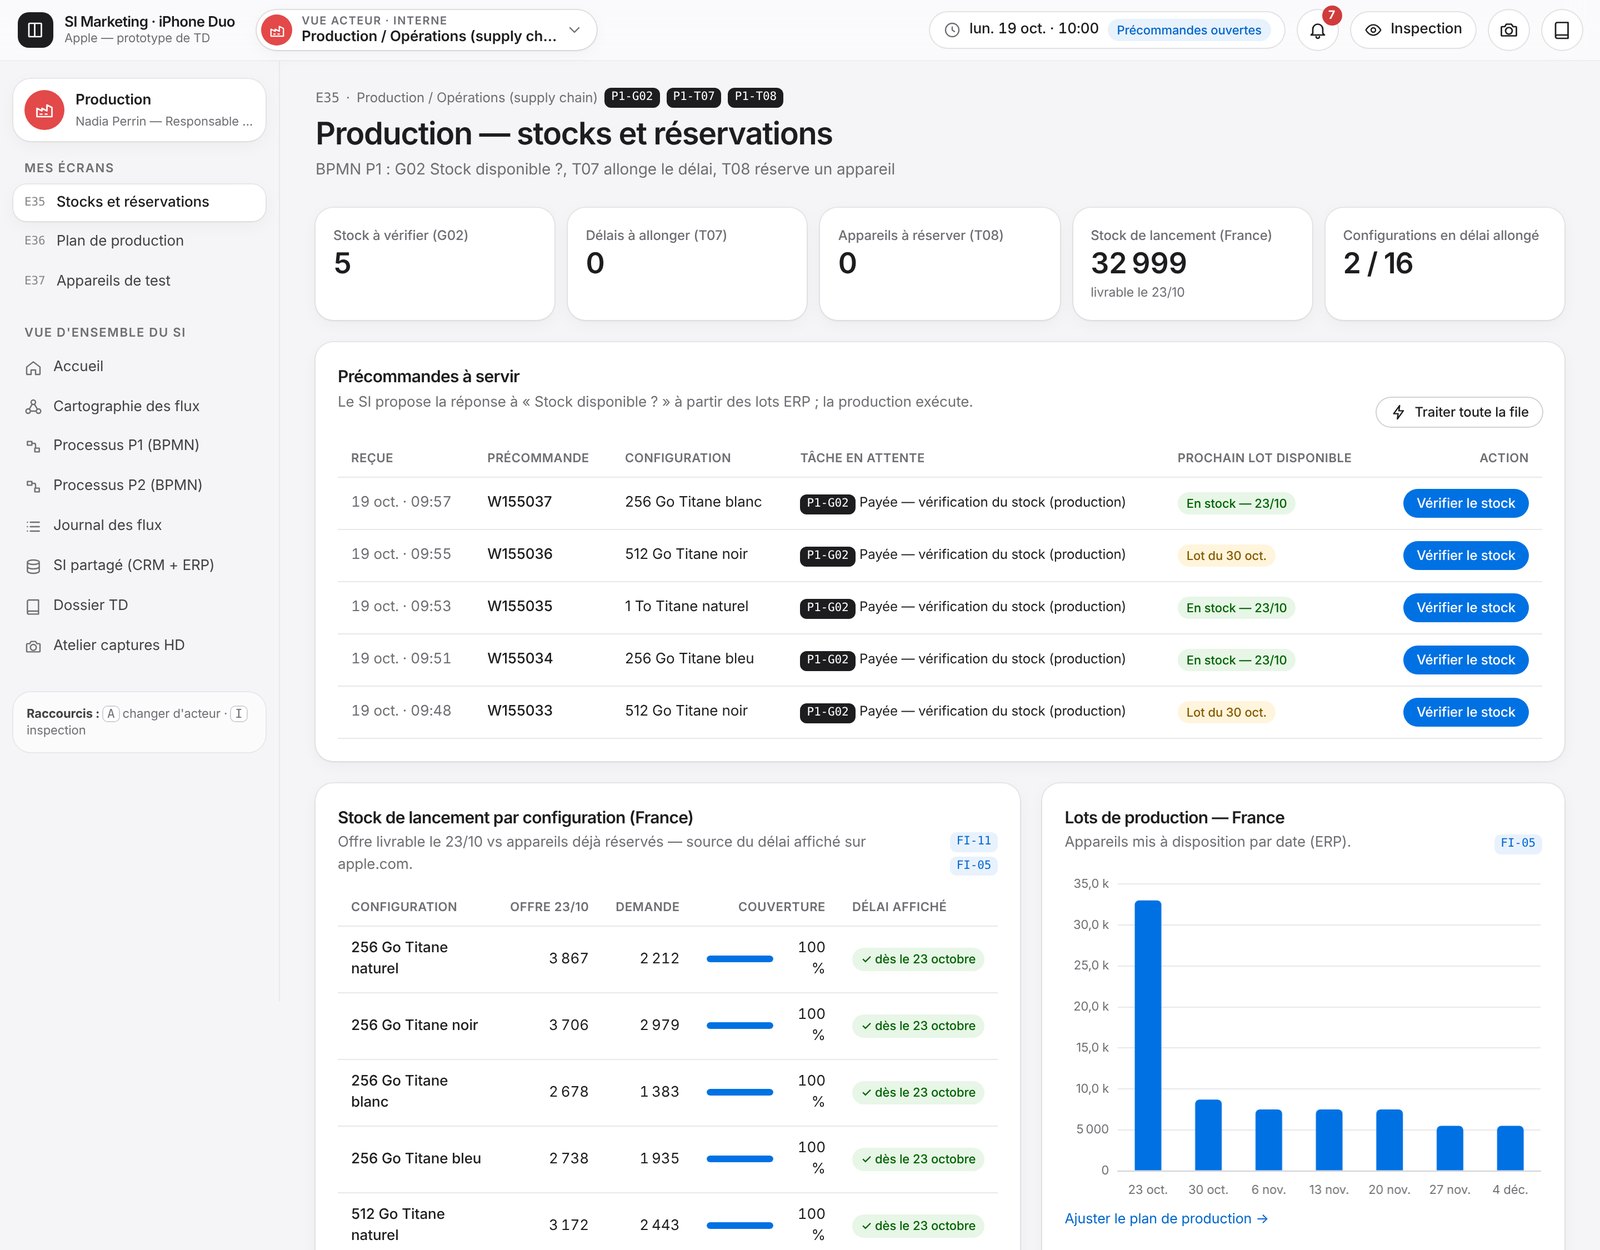 SI Marketing · iPhone Duo
Apple — prototype de TD
VUE ACTEUR · INTERNE
Production / Opérations (supply ch...
lun. 19 oct. · 10:00 Précommandes ouvertes
7
Inspection
Production
Nadia Perrin — Responsable ...
MES ÉCRANS
E35 Stocks et réservations
E36 Plan de production
E37 Appareils de test
VUE D'ENSEMBLE DU SI
Accueil
Cartographie des flux
Processus P1 (BPMN)
Processus P2 (BPMN)
Journal des flux
SI partagé (CRM + ERP)
Dossier TD
Atelier captures HD
Raccourcis : A changer d'acteur · I
inspection
E35 · Production / Opérations (supply chain) P1-G02 P1-T07 P1-T08
Production — stocks et réservations
BPMN P1 : G02 Stock disponible ?, T07 allonge le délai, T08 réserve un appareil
Stock à vérifier (G02)
5
Délais à allonger (T07)
0
Appareils à réserver (T08)
0
Stock de lancement (France)
32 999
livrable le 23/10
Configurations en délai allongé
2 / 16
Précommandes à servir
Le SI propose la réponse à « Stock disponible ? » à partir des lots ERP ; la production exécute.
Traiter toute la file
REÇUE PRÉCOMMANDE CONFIGURATION TÂCHE EN ATTENTE PROCHAIN LOT DISPONIBLE ACTION
19 oct. · 09:57 W155037 256 Go Titane blanc P1-G02 Payée — vérification du stock (production) En stock — 23/10 Vérifier le stock
19 oct. · 09:55 W155036 512 Go Titane noir P1-G02 Payée — vérification du stock (production) Lot du 30 oct. Vérifier le stock
19 oct. · 09:53 W155035 1 To Titane naturel P1-G02 Payée — vérification du stock (production) En stock — 23/10 Vérifier le stock
19 oct. · 09:51 W155034 256 Go Titane bleu P1-G02 Payée — vérification du stock (production) En stock — 23/10 Vérifier le stock
19 oct. · 09:48 W155033 512 Go Titane noir P1-G02 Payée — vérification du stock (production) Lot du 30 oct. Vérifier le stock
Stock de lancement par configuration (France)
Offre livrable le 23/10 vs appareils déjà réservés — source du délai affiché sur
apple.com.
FI-11
FI-05
CONFIGURATION OFFRE 23/10 DEMANDE COUVERTURE DÉLAI AFFICHÉ
256 Go Titane
naturel
3 867 2 212 100
%
✓ dès le 23 octobre
256 Go Titane noir 3 706 2 979 100
%
✓ dès le 23 octobre
256 Go Titane
blanc
2 678 1 383 100
%
✓ dès le 23 octobre
256 Go Titane bleu 2 738 1 935 100
%
✓ dès le 23 octobre
512 Go Titane
naturel
3 172 2 443 100
%
✓ dès le 23 octobre
Lots de production — France
Appareils mis à disposition par date (ERP).
FI-05
35,0 k
30,0 k
25,0 k
20,0 k
15,0 k
10,0 k
5 000
0
23 oct. 30 oct. 6 nov. 13 nov. 20 nov. 27 nov. 4 déc.
Ajuster le plan de production →